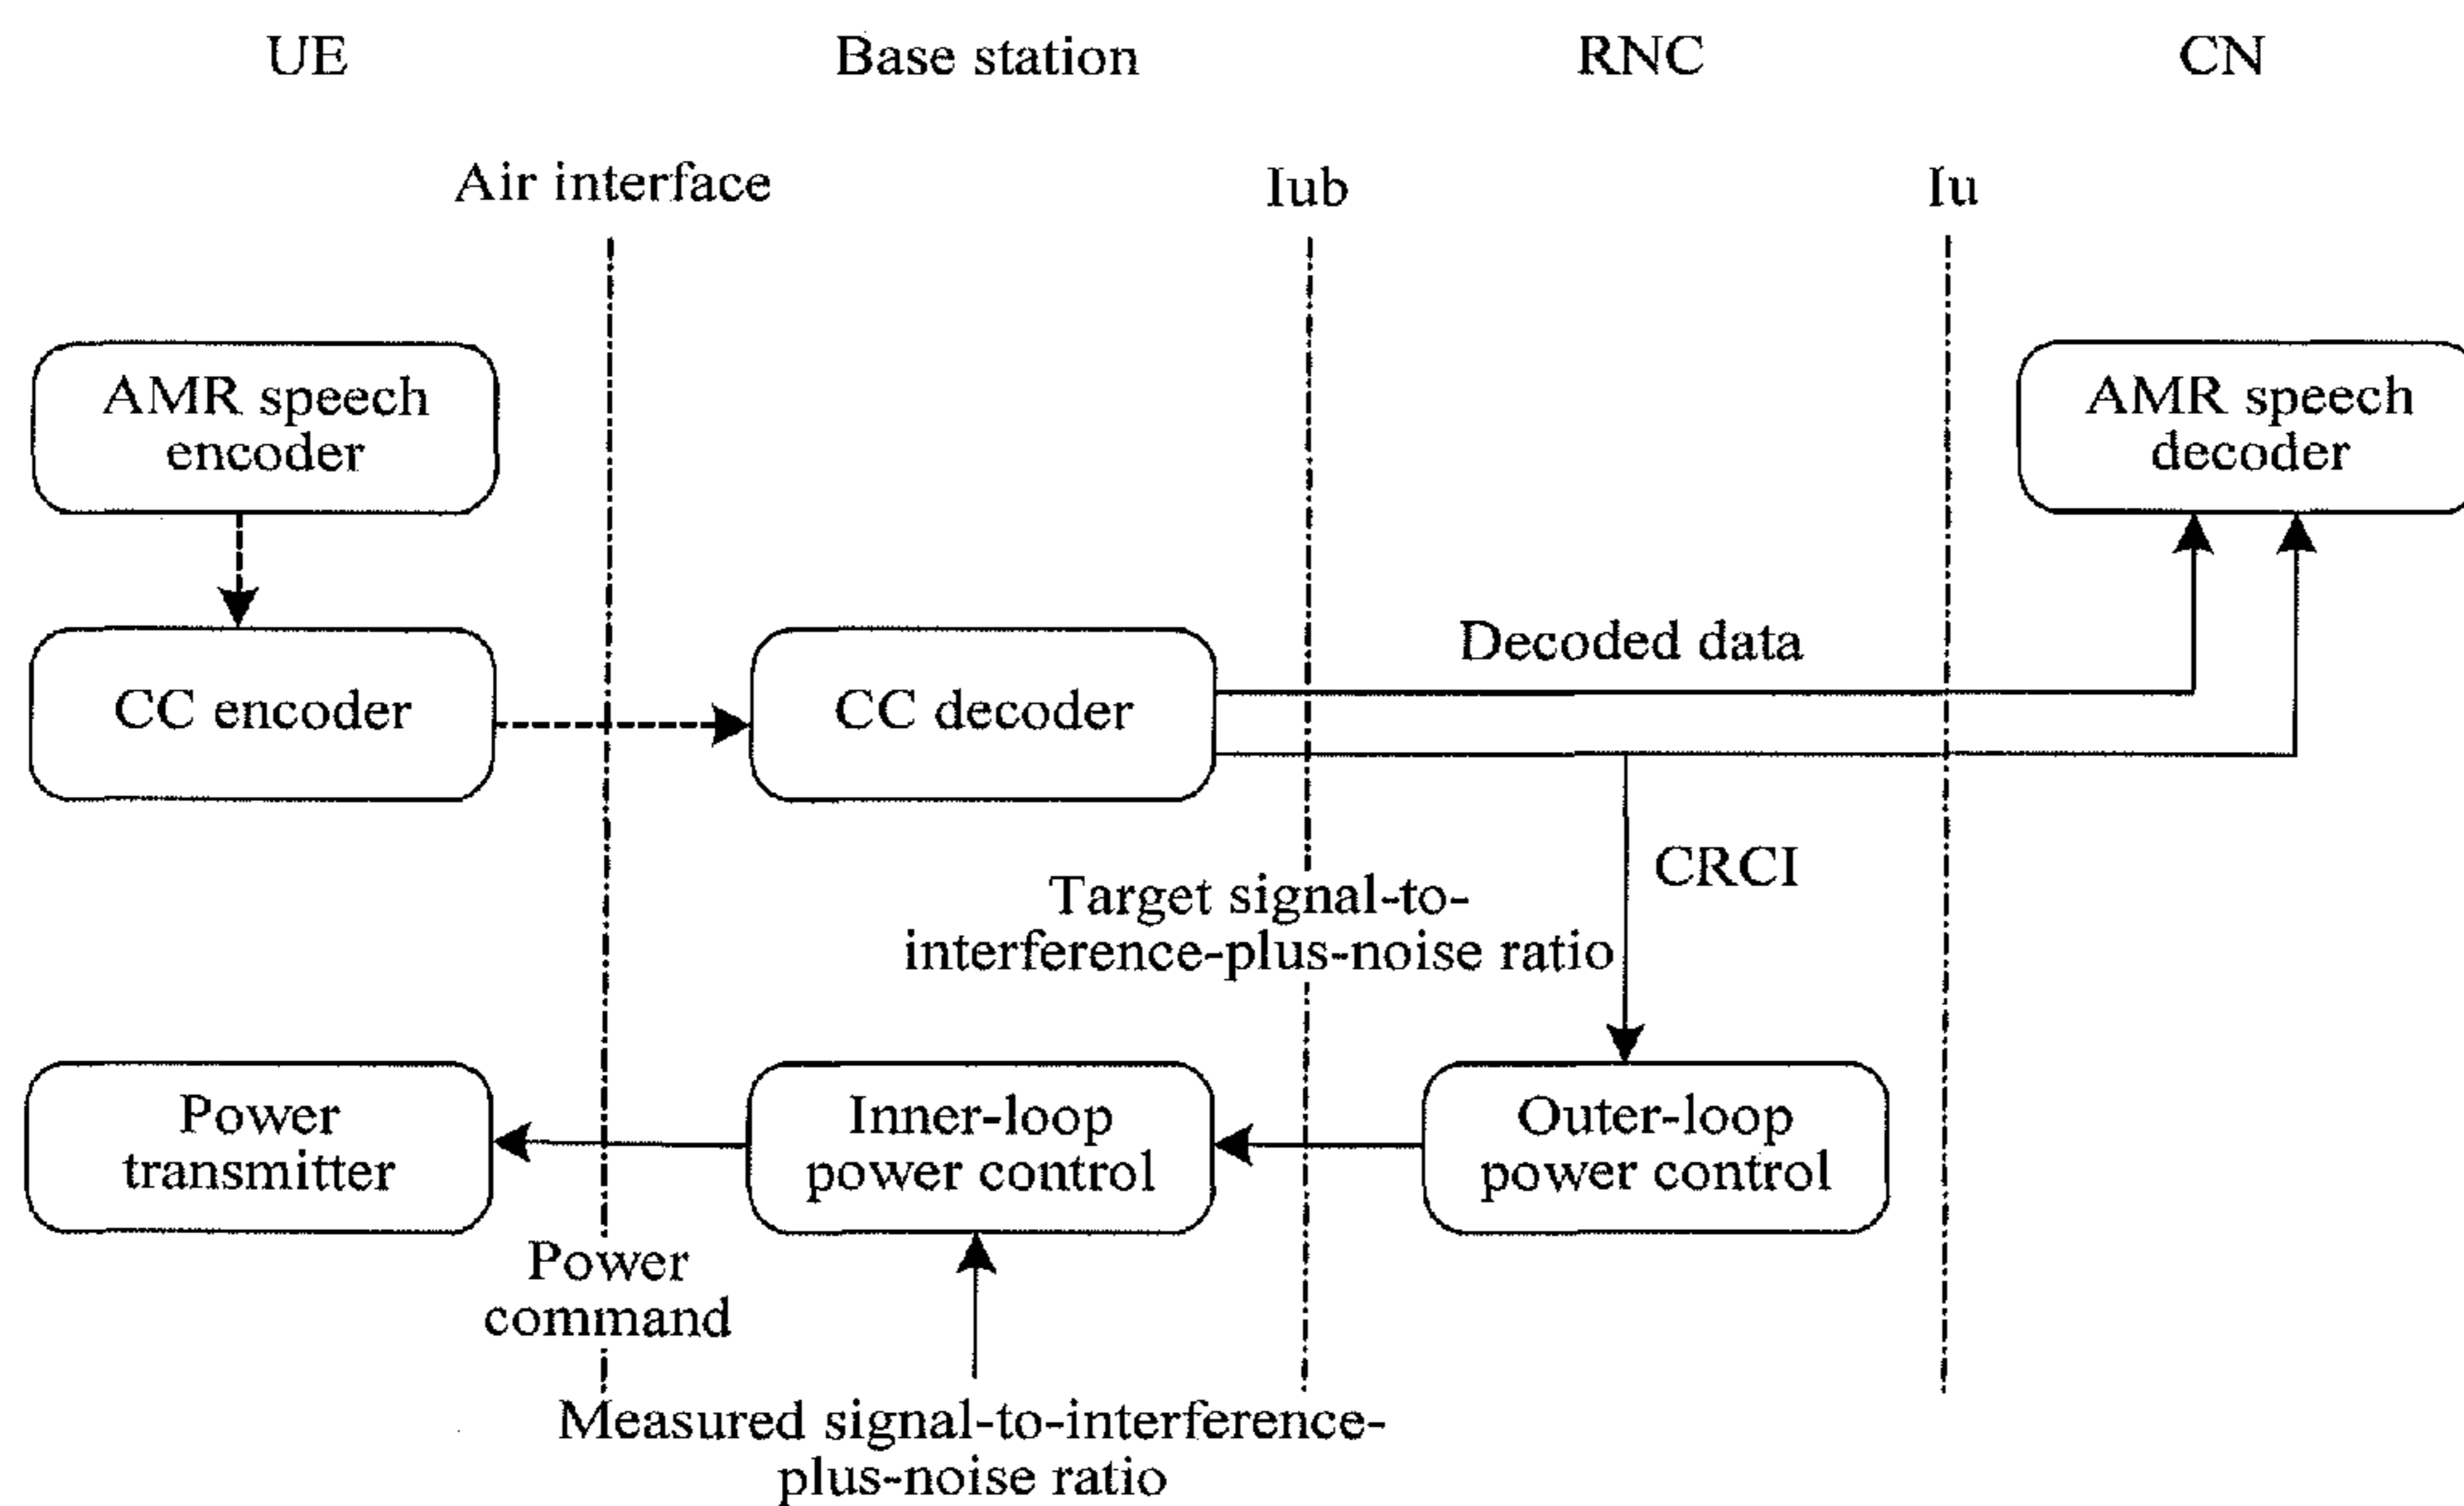 UE
Base station
RNC
CN
Air interface
Iub
Iu
AMR speech
encoder
AMR speech
decoder
CC encoder
CC decoder
Decoded data
CRCI
Target signal-to-
interference-plus-noise ratio
Power
transmitter
Inner-loop
power control
Outer-loop
power control
Power
command
Measured signal-to-interference-
plus-noise ratio